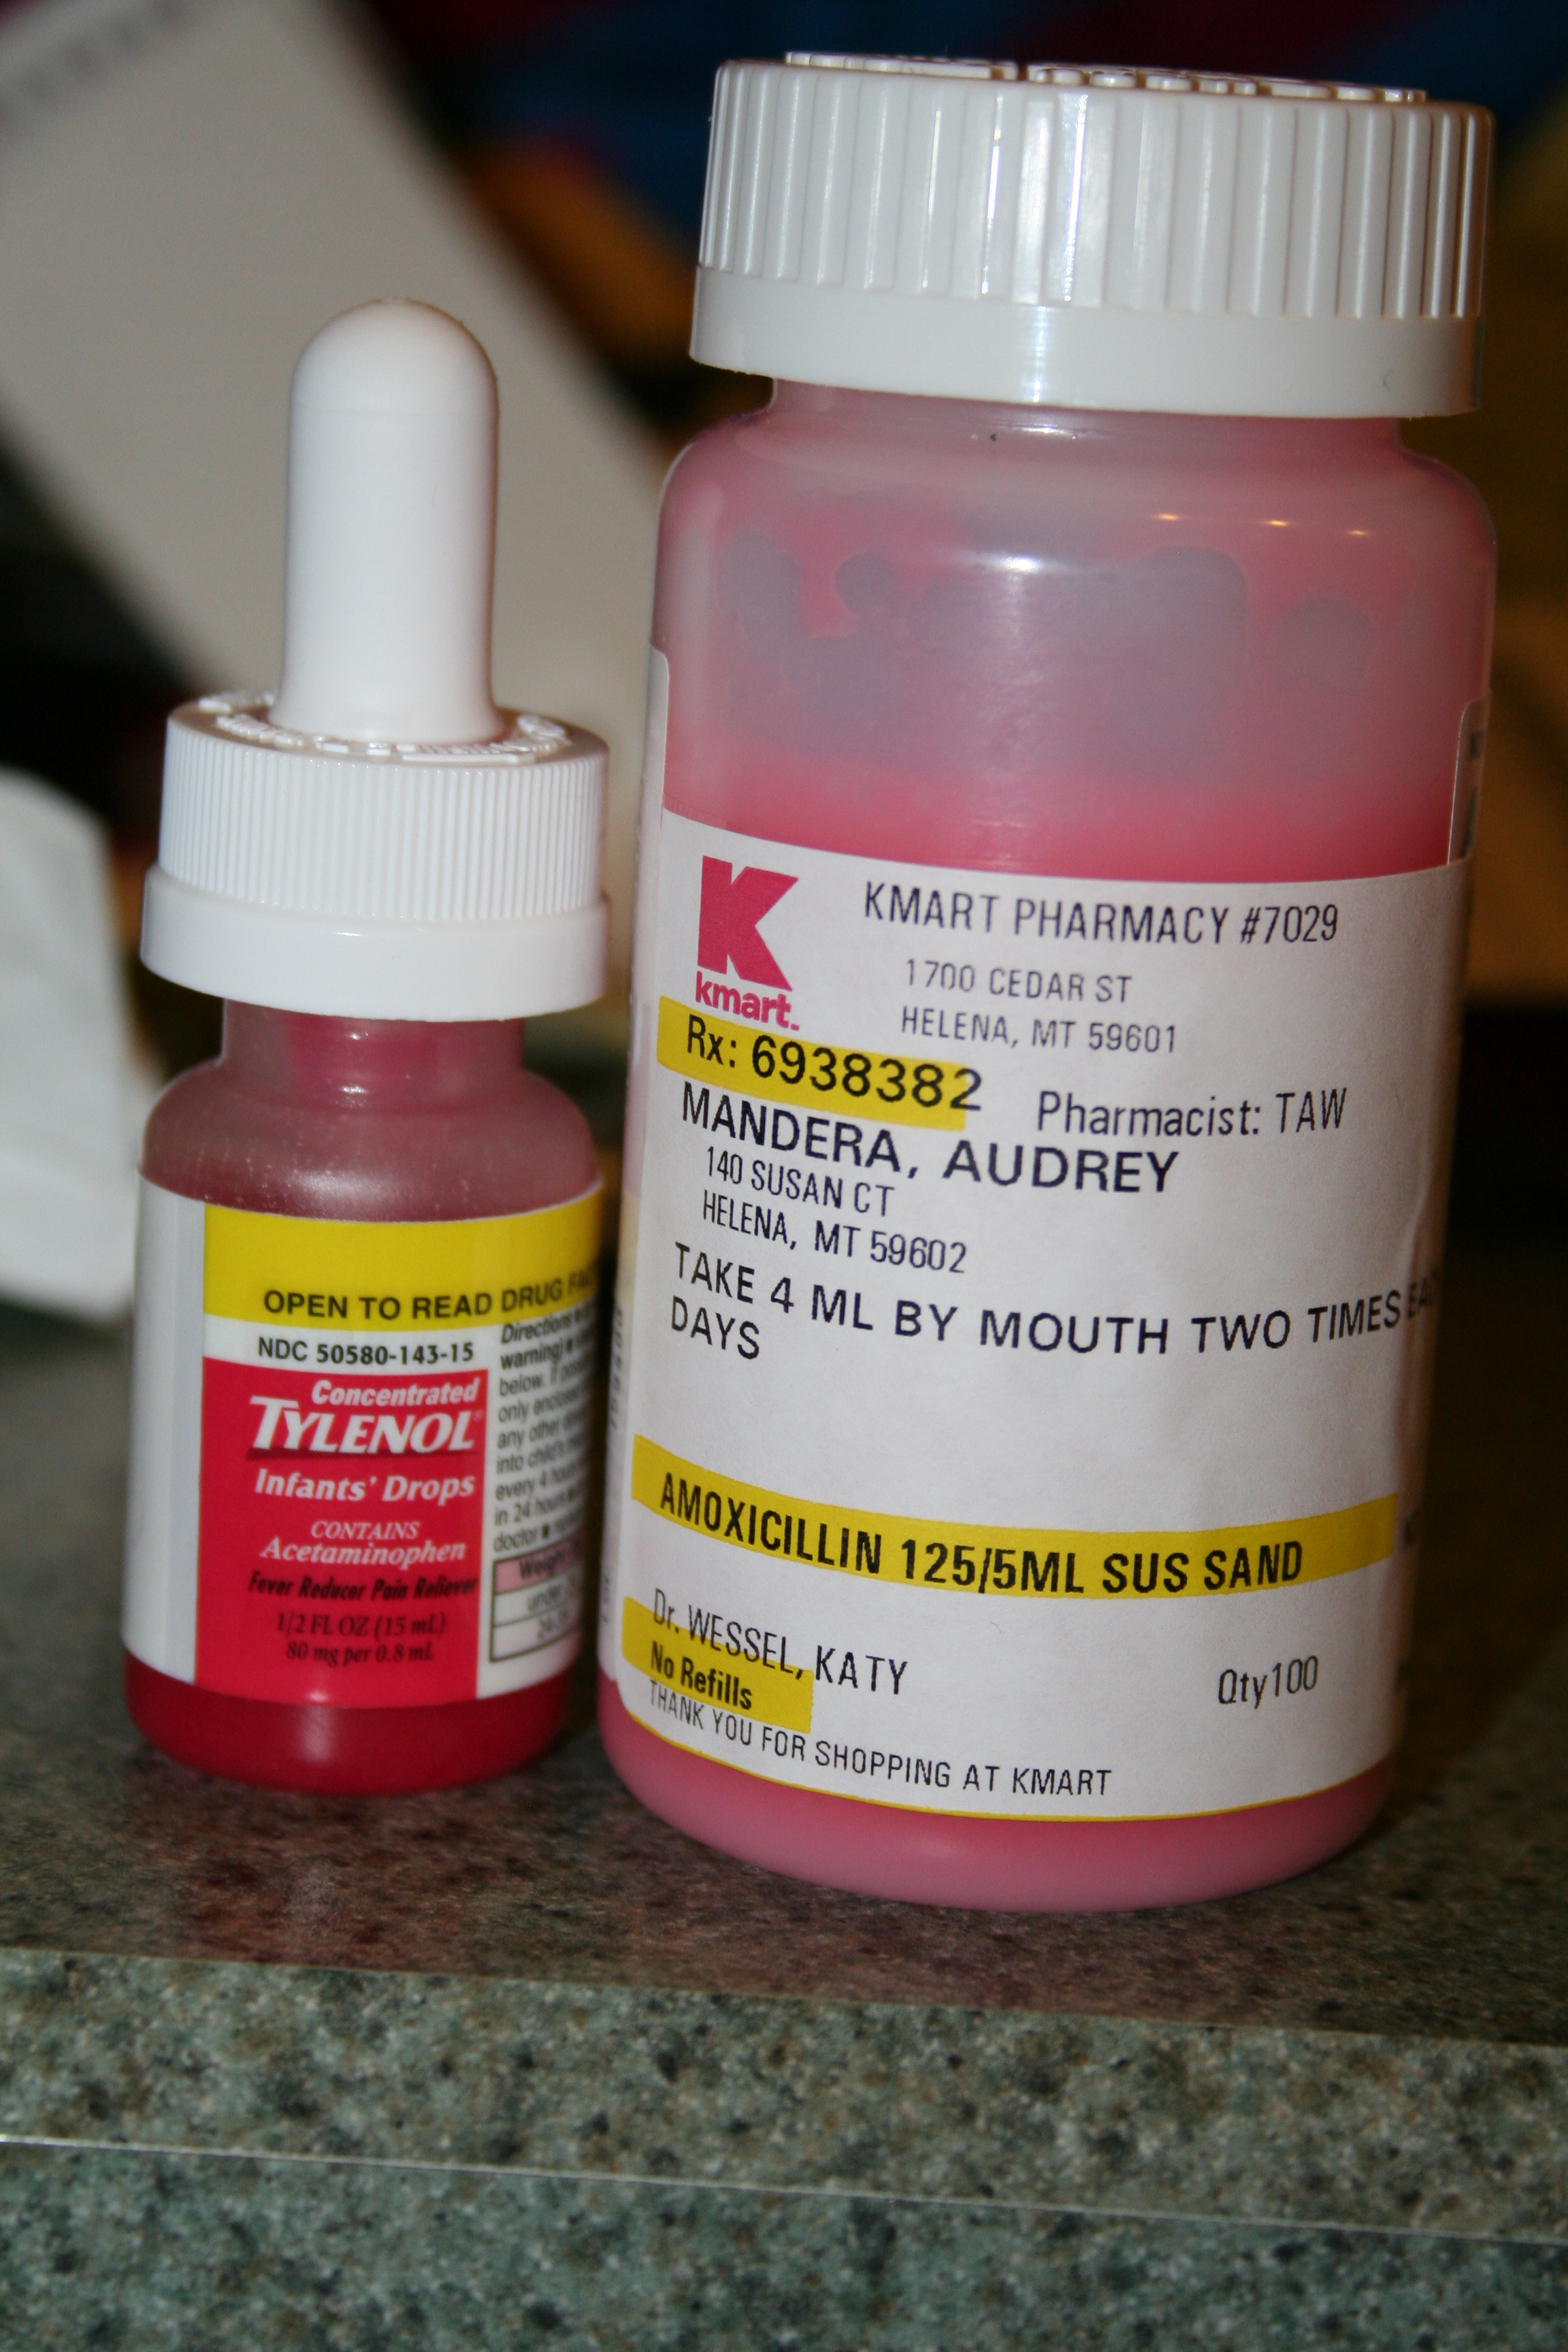 OPEN TO READ DRUG
NDC 50580-143-15
Concentrated
TYLENOL®
Infants' Drops
CONTAINS
Acetaminophen
Fever Reducer Pain Reliever
1/2 FL OZ (15 mL)
80 mg per 0.8 mL
Directions
warning)
below. If
only
any other
into child's
every 4
in 24
doctor
Weight
under
K
kmart.
KMART PHARMACY #7029
1700 CEDAR ST
HELENA, MT 59601
Rx: 6938382 Pharmacist: TAW
MANDERA, AUDREY
140 SUSAN CT
HELENA, MT 59602
TAKE 4 ML BY MOUTH TWO TIMES
DAYS
AMOXICILLIN 125/5ML SUS SAND
Dr. WESSEL, KATY
No Refills Qty100
THANK YOU FOR SHOPPING AT KMART